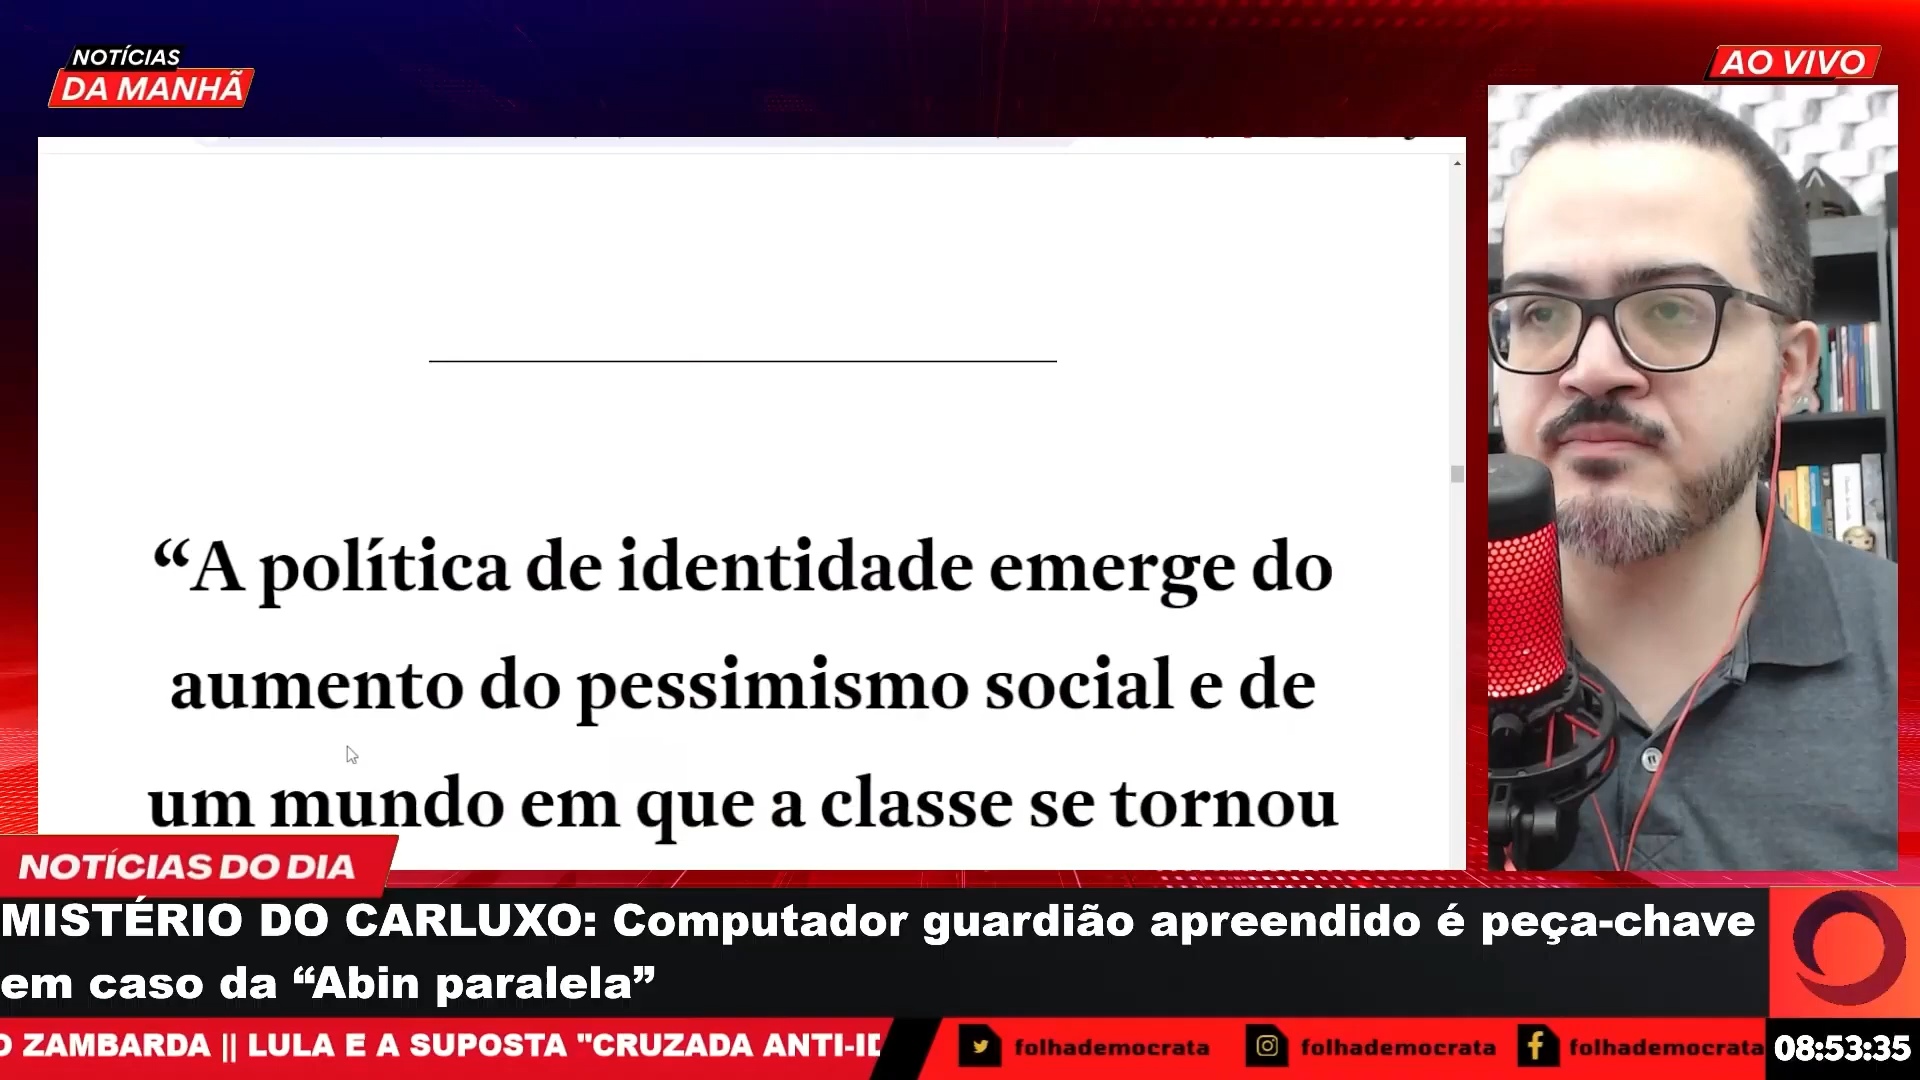 NOTÍCIAS
DA MANHÃ
AO VIVO
“A política de identidade emerge do
aumento do pessimismo social e de
um mundo em que a classe se tornou
NOTÍCIAS DO DIA
MISTÉRIO DO CARLUXO: Computador guardião apreendido é peça-chave
em caso da “Abin paralela”
O ZAMBARDA || LULA E A SUPOSTA "CRUZADA ANTI-ID
folhademocrata
folhademocrata
folhademocrata
08:53:35